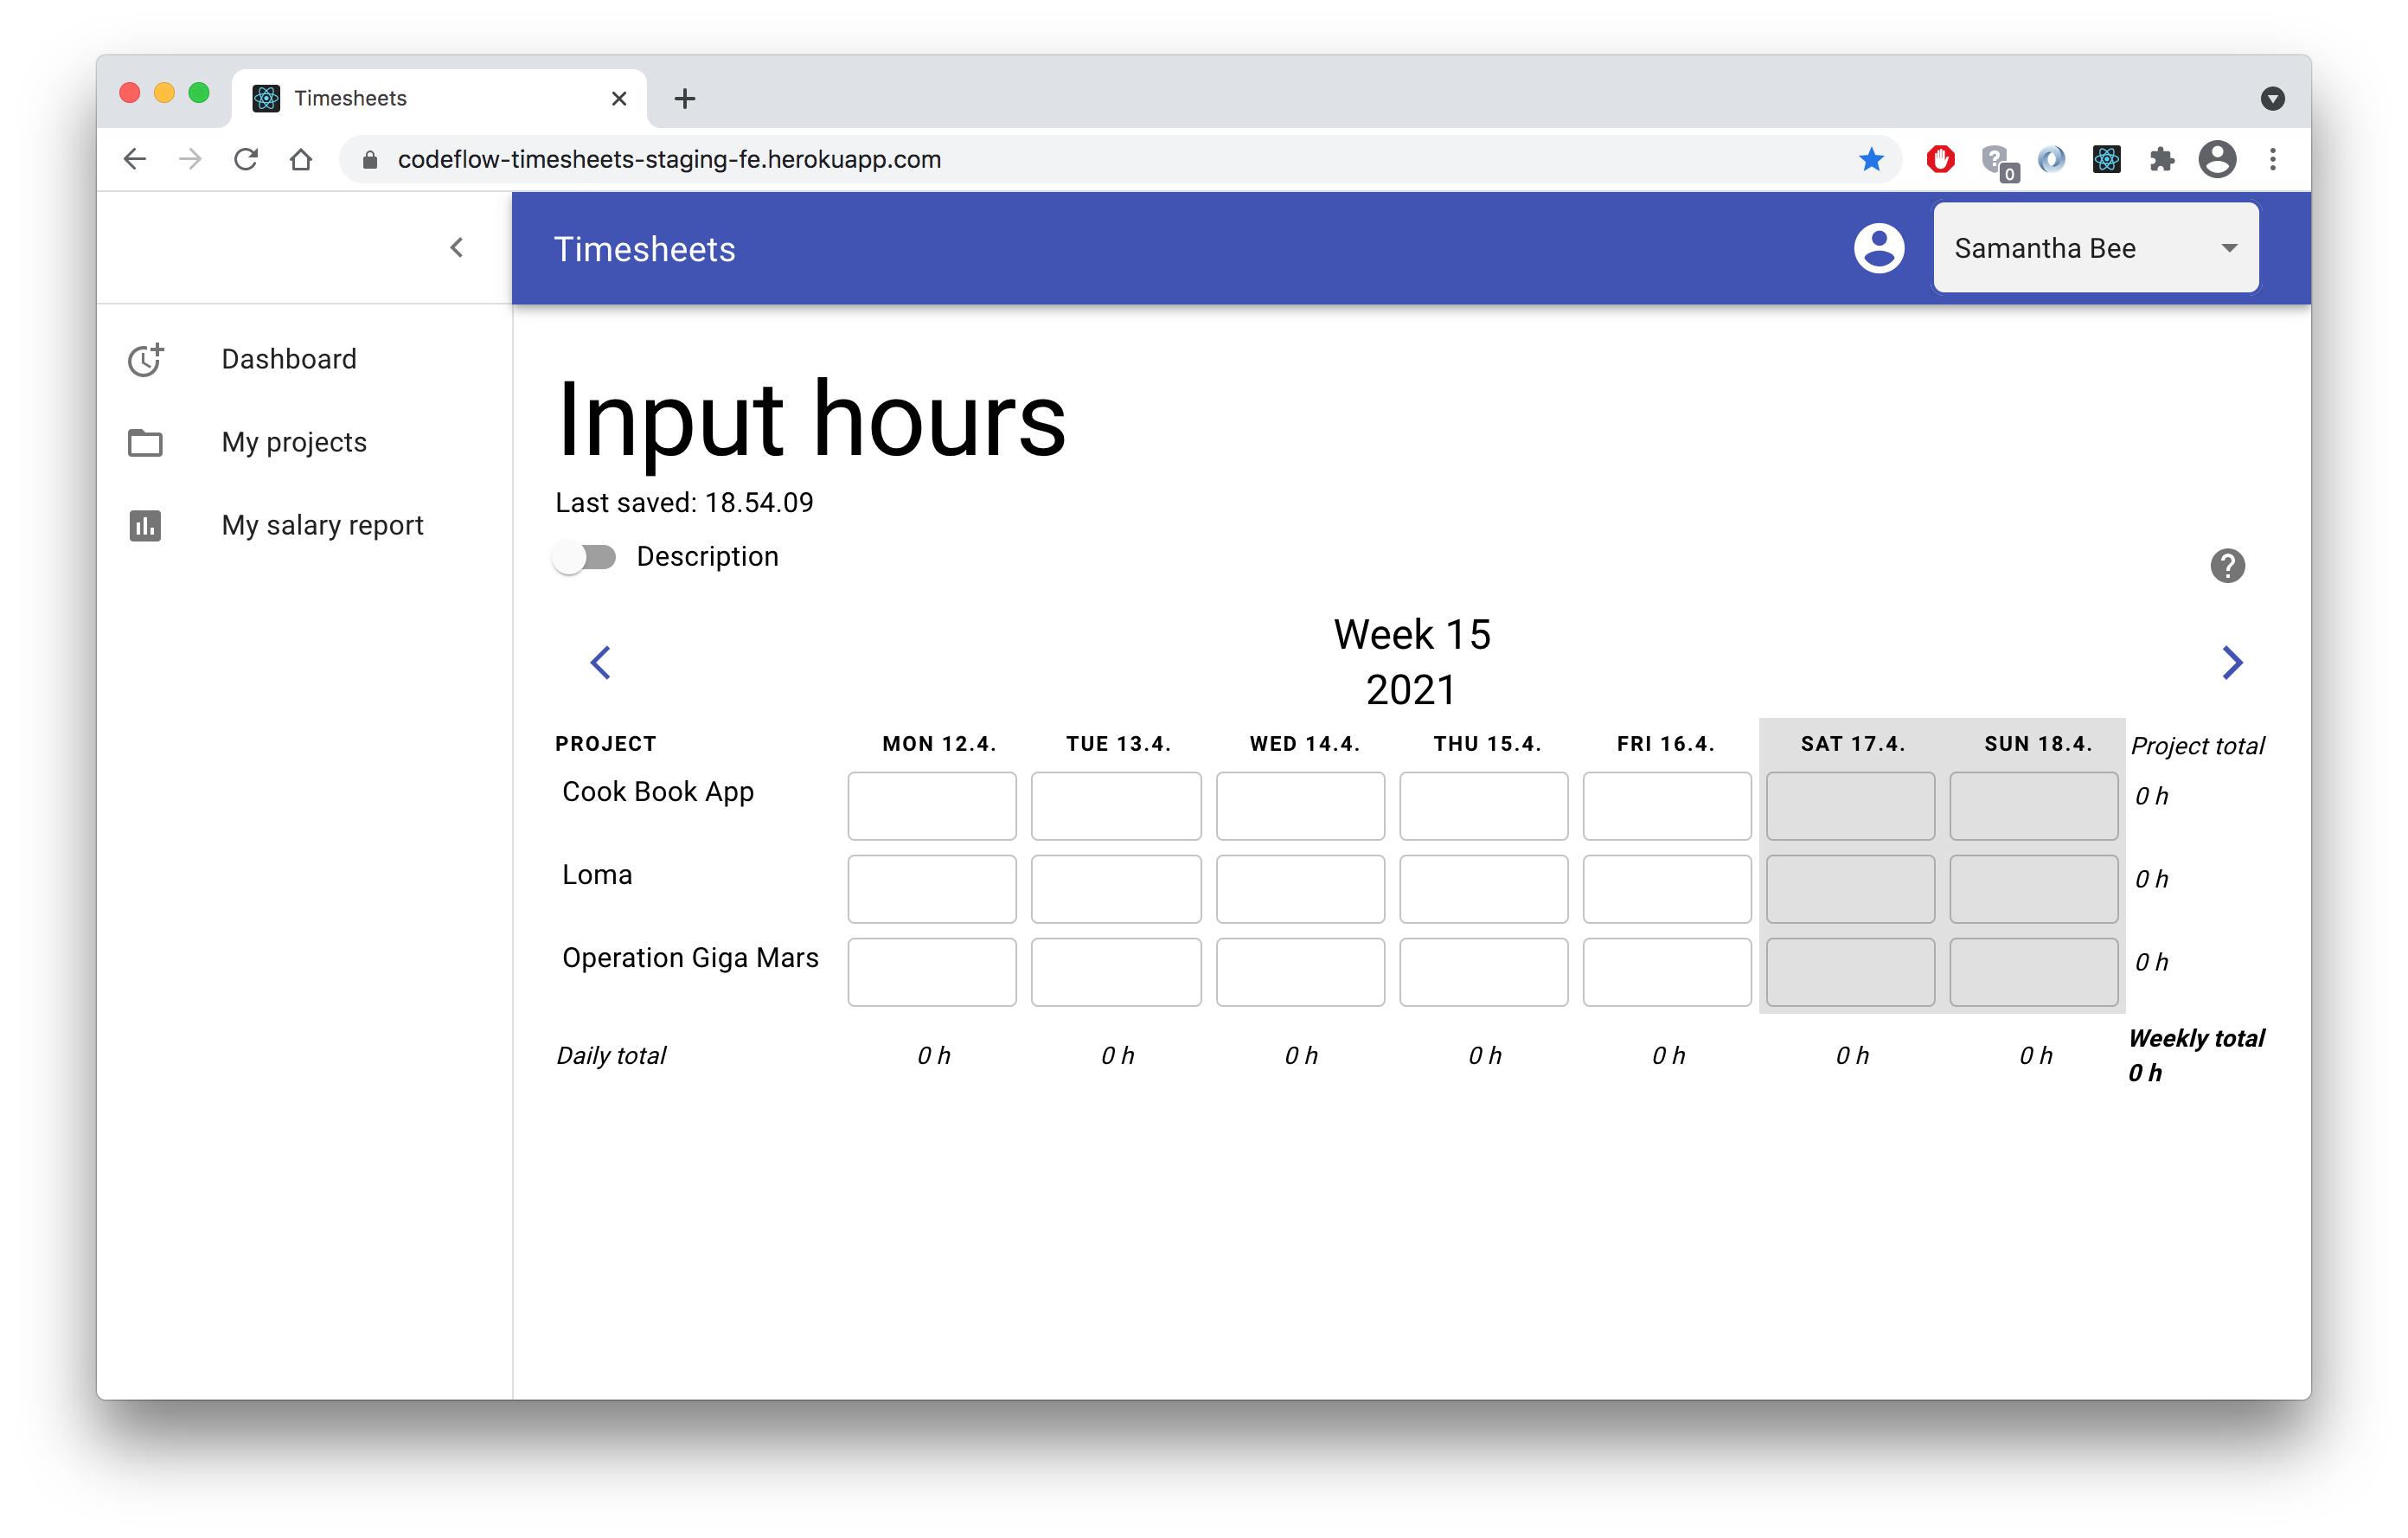 Timesheets
codeflow-timesheets-staging-fe.herokuapp.com
0
Timesheets
Samantha Bee
Dashboard
My projects
My salary report
Input hours
Last saved: 18.54.09
Description
?
Week 15
2021
PROJECT MON 12.4. TUE 13.4. WED 14.4. THU 15.4. FRI 16.4. SAT 17.4. SUN 18.4. Project total
Cook Book App 0 h
Loma 0 h
Operation Giga Mars 0 h
Daily total 0 h 0 h 0 h 0 h 0 h 0 h 0 h Weekly total
0 h